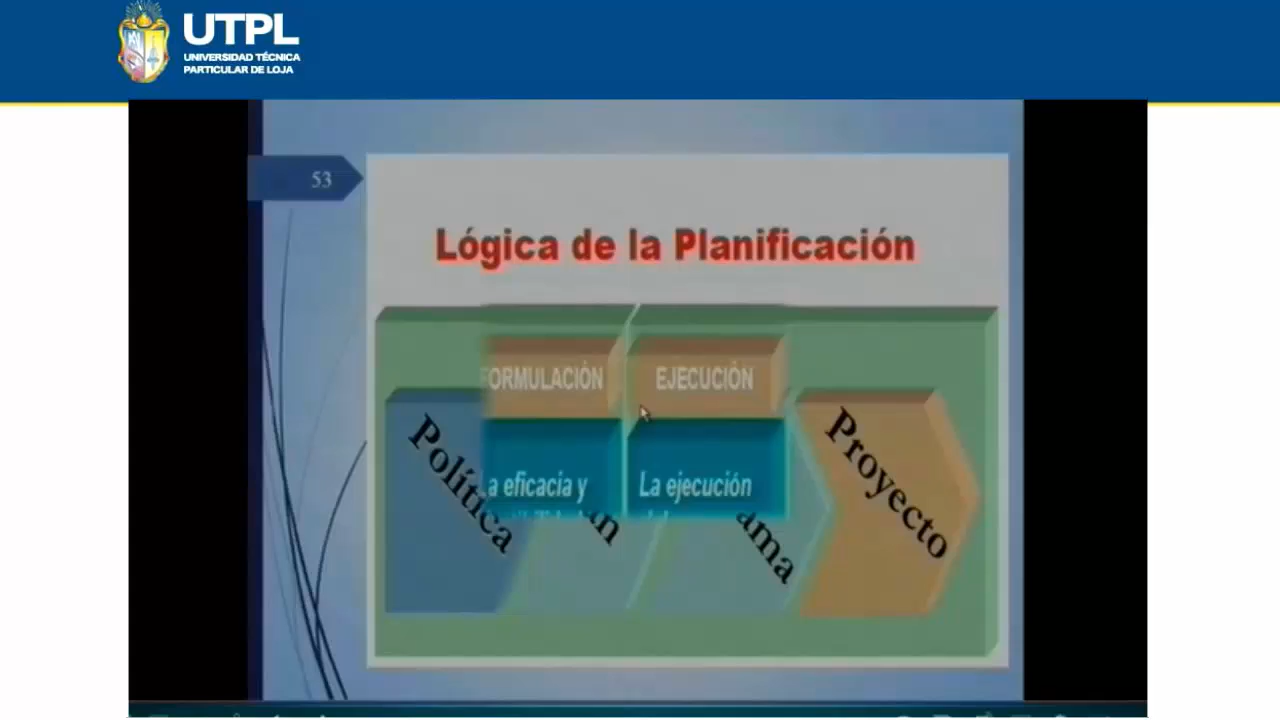 UTPL
UNIVERSIDAD TÉCNICA
PARTICULAR DE LOJA
53
Lógica de la Planificación
FORMULACIÓN
EJECUCIÓN
Política
Proyecto
a eficacia y
La ejecución
an
ama